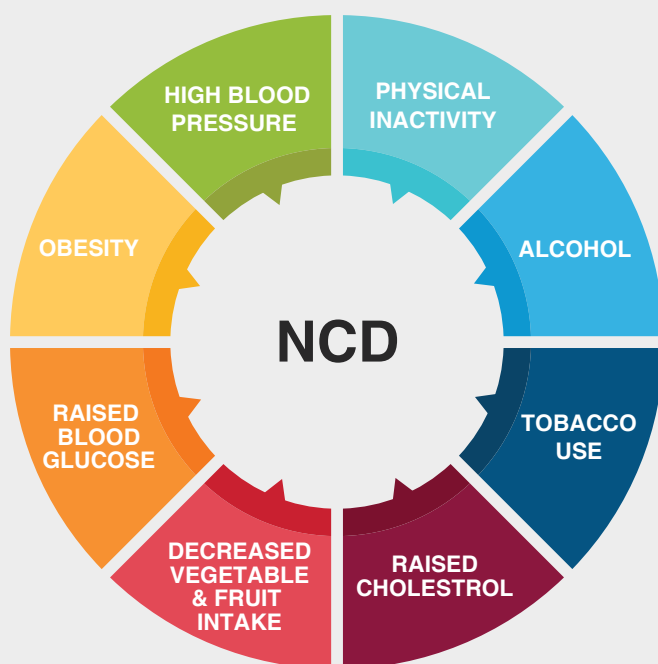 HIGH BLOOD
PRESSURE
PHYSICAL
INACTIVITY
ALCOHOL
TOBACCO
USE
RAISED
CHOLESTROL
DECREASED
VEGETABLE
& FRUIT
INTAKE
RAISED
BLOOD
GLUCOSE
OBESITY
NCD